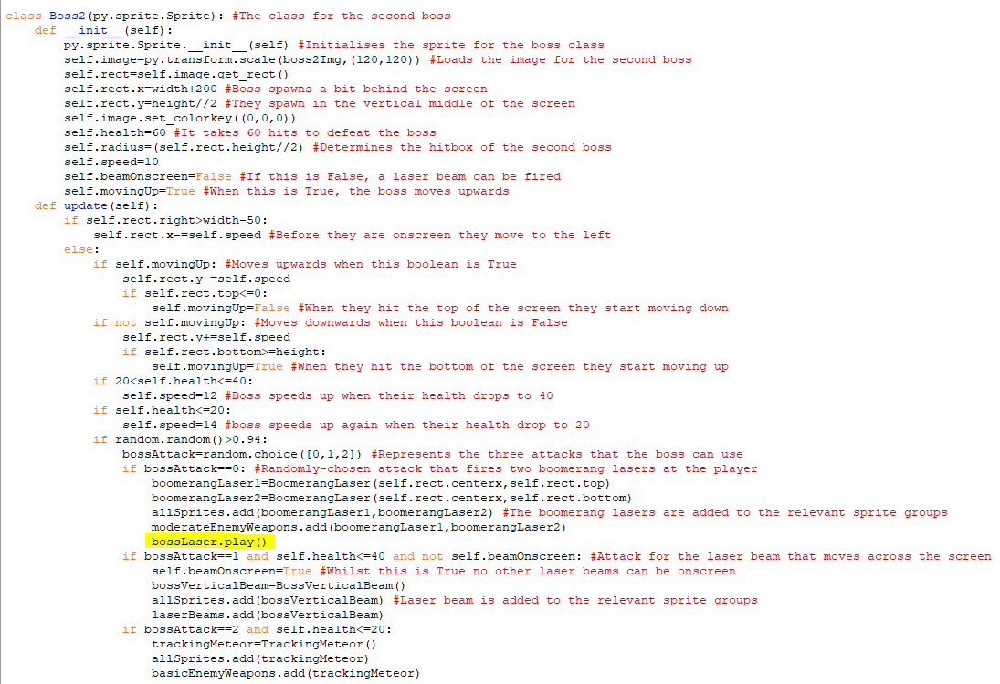 class Boss2(py.sprite.Sprite): #The class for the second boss
    def __init__(self):
        py.sprite.Sprite.__init__(self) #Initialises the sprite for the boss class
        self.image=py.transform.scale(boss2Img,(120,120)) #Loads the image for the second boss
        self.rect=self.image.get_rect()
        self.rect.x=width+200 #Boss spawns a bit behind the screen
        self.rect.y=height//2 #They spawn in the vertical middle of the screen
        self.image.set_colorkey((0,0,0))
        self.health=60 #It takes 60 hits to defeat the boss
        self.radius=(self.rect.height//2) #Determines the hitbox of the second boss
        self.speed=10
        self.beamOnscreen=False #If this is False, a laser beam can be fired
        self.movingUp=True #When this is True, the boss moves upwards
    def update(self):
        if self.rect.right>width-50:
            self.rect.x-=self.speed #Before they are onscreen they move to the left
        else:
            if self.movingUp: #Moves upwards when this boolean is True
                self.rect.y-=self.speed
                if self.rect.top<=0:
                    self.movingUp=False #When they hit the top of the screen they start moving down
            if not self.movingUp: #Moves downwards when this boolean is False
                self.rect.y+=self.speed
                if self.rect.bottom>=height:
                    self.movingUp=True #When they hit the bottom of the screen they start moving up
            if 20<self.health<=40:
                self.speed=12 #Boss speeds up when their health drops to 40
            if self.health<=20:
                self.speed=14 #boss speeds up again when their health drop to 20
            if random.random()>0.94:
                bossAttack=random.choice([0,1,2]) #Represents the three attacks that the boss can use
                if bossAttack==0: #Randomly-chosen attack that fires two boomerang lasers at the player
                    boomerangLaser1=BoomerangLaser(self.rect.centerx,self.rect.top)
                    boomerangLaser2=BoomerangLaser(self.rect.centerx,self.rect.bottom)
                    allSprites.add(boomerangLaser1,boomerangLaser2) #The boomerang lasers are added to the relevant sprite groups
                    moderateEnemyWeapons.add(boomerangLaser1,boomerangLaser2)
                    bossLaser.play()
                if bossAttack==1 and self.health<=40 and not self.beamOnscreen: #Attack for the laser beam that moves across the screen
                    self.beamOnscreen=True #Whilst this is True no other laser beams can be onscreen
                    bossVerticalBeam=BossVerticalBeam()
                    allSprites.add(bossVerticalBeam) #Laser beam is added to the relevant sprite groups
                    laserBeams.add(bossVerticalBeam)
                if bossAttack==2 and self.health<=20:
                    trackingMeteor=TrackingMeteor()
                    allSprites.add(trackingMeteor)
                    basicEnemyWeapons.add(trackingMeteor)